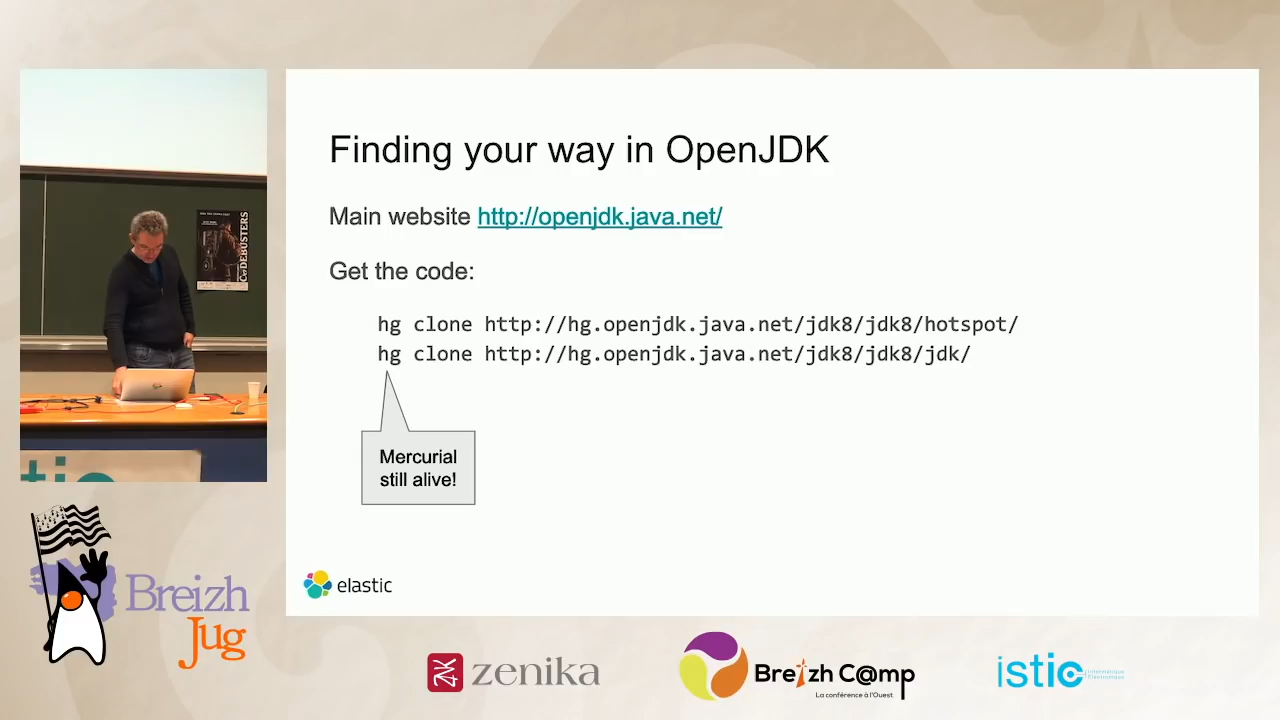 Finding your way in OpenJDK
Main website http://openjdk.java.net/
Get the code:
hg clone http://hg.openjdk.java.net/jdk8/jdk8/hotspot/
hg clone http://hg.openjdk.java.net/jdk8/jdk8/jdk/
Mercurial
still alive!
elastic
CODEBUSTERS
tic
Breizh
Jug
zenika
Breizh C@mp
La conférence à l'Ouest
istic